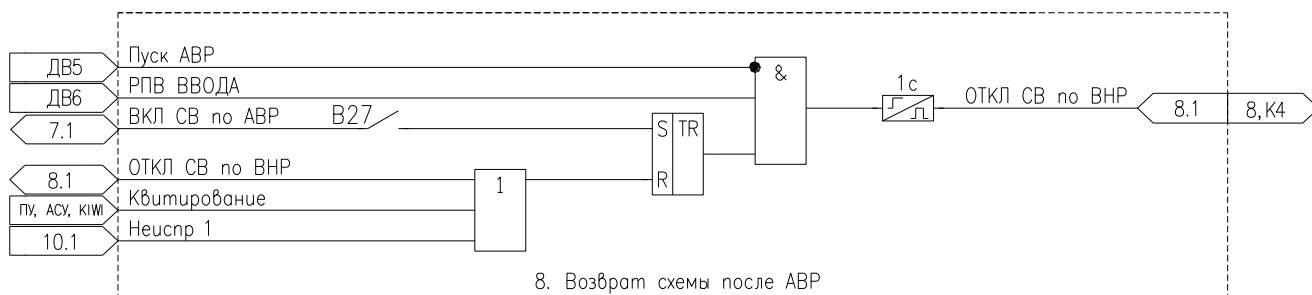 ДВ5 Пуск АВР
ДВ6 РПВ ВВОДА
7.1 ВКЛ СВ по АВР В27
8.1 ОТКЛ СВ по ВНР
ПУ, АСУ, KIWI Квитирование
10.1 Неиспр 1
1
S TR
R
&
1с
ОТКЛ СВ по ВНР 8.1 8,К4
8. Возврат схемы после АВР